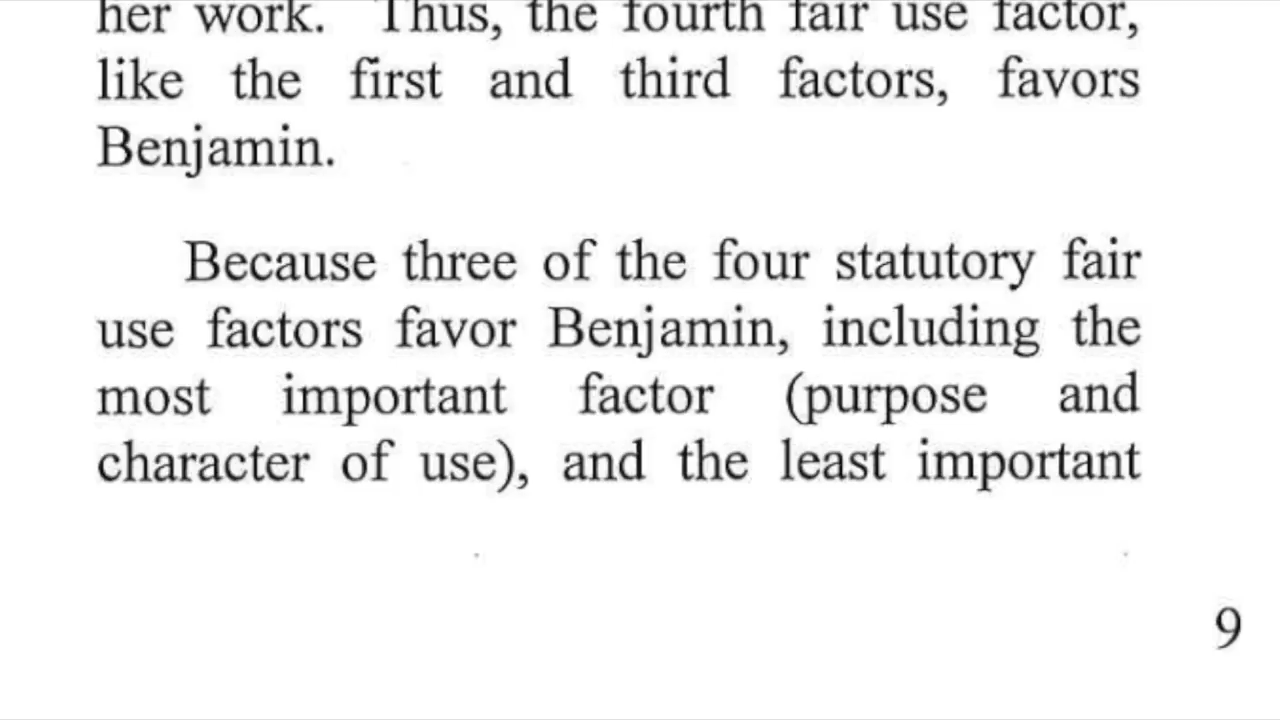 her work. Thus, the fourth fair use factor,
like the first and third factors, favors
Benjamin.
Because three of the four statutory fair
use factors favor Benjamin, including the
most important factor (purpose and
character of use), and the least important
9